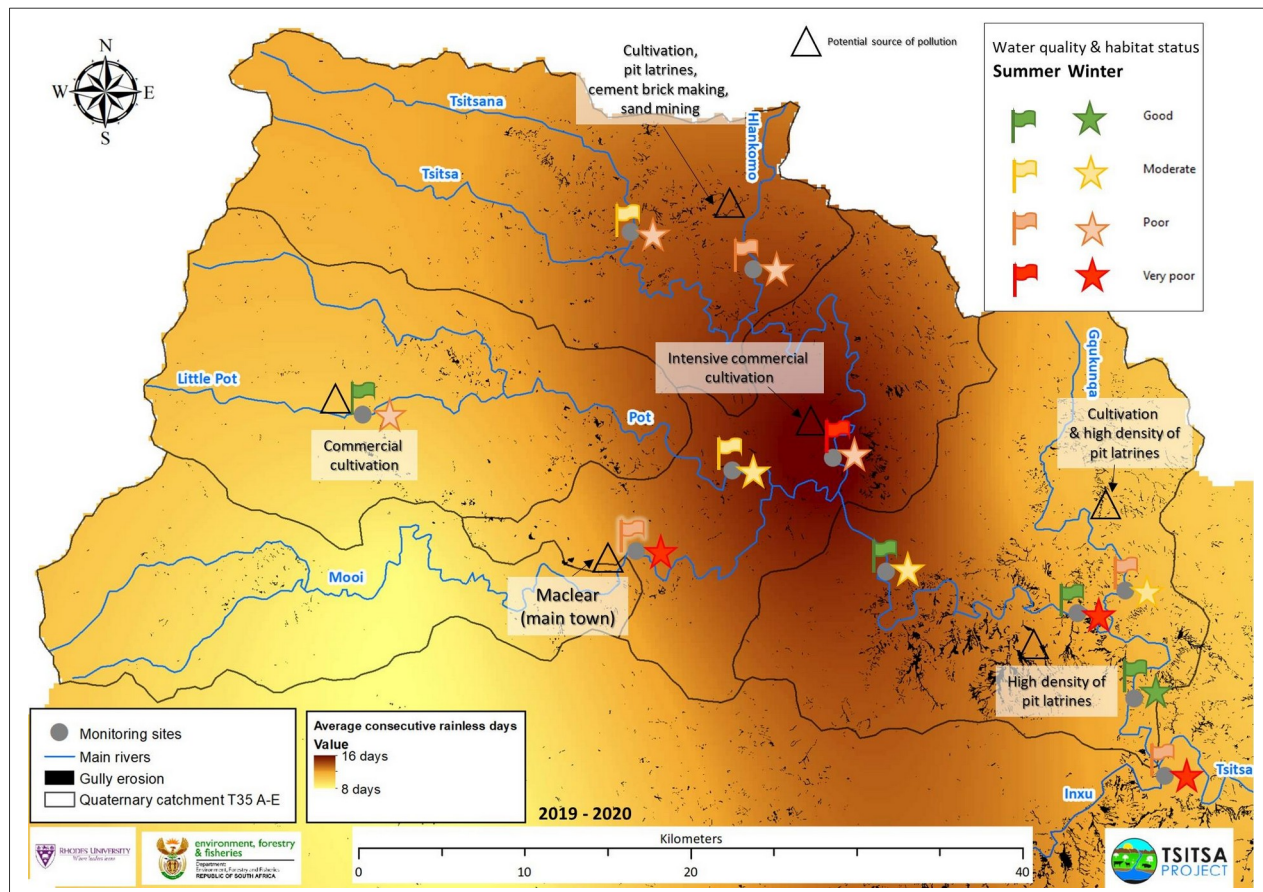 N
W
E
S
Cultivation,
pit latrines,
cement brick making,
sand mining
Potential source of pollution
Water quality & habitat status
Summer Winter
Good
Moderate
Poor
Very poor
Tsitsana
Hlankomo
Tsitsa
Gqukunqa
Intensive commercial
cultivation
Little Pot
Pot
Cultivation
& high density of
pit latrines
Commercial
cultivation
Mooi
Maclear
(main town)
High density of
pit latrines
Tsitsa
Inxu
Monitoring sites
Main rivers
Gully erosion
Quaternary catchment T35 A-E
Average consecutive rainless days
Value
16 days
8 days
2019 - 2020
Kilometers
0
10
20
40
RHODES UNIVERSITY
Where leaders learn
environment, forestry
& fisheries
Department:
Environment, Forestry and Fisheries
REPUBLIC OF SOUTH AFRICA
TSITSA
PROJECT